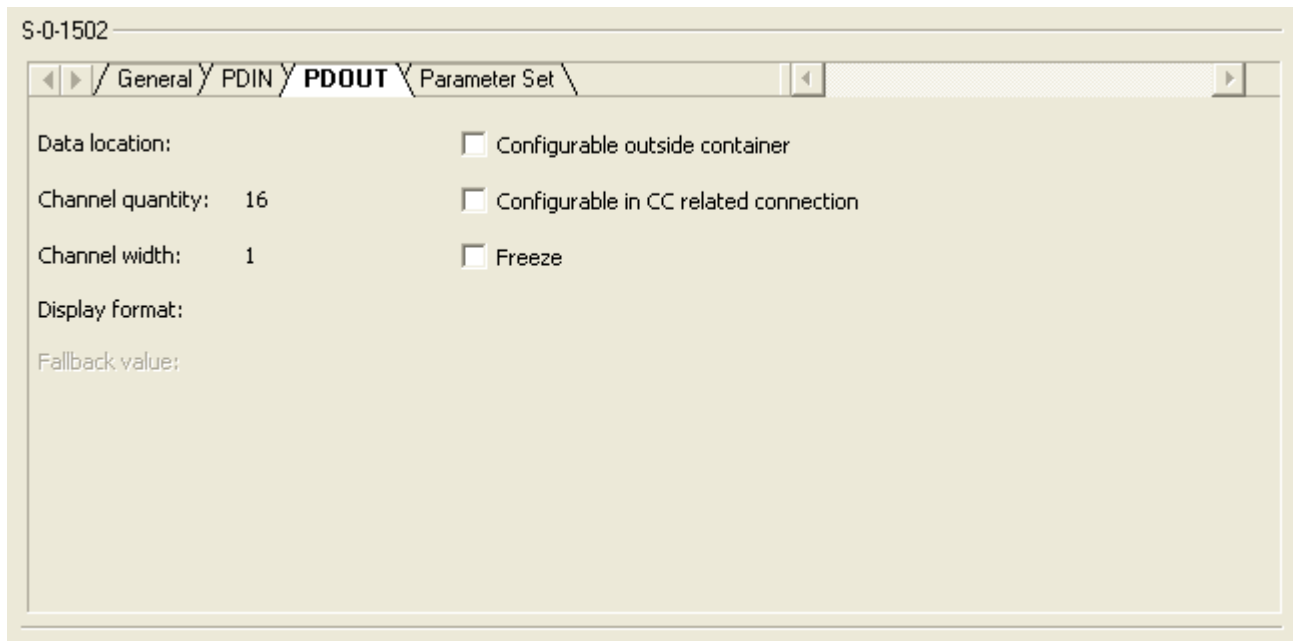 S-0-1502
General PDIN PDOUT Parameter Set
Data location: Configurable outside container
Channel quantity: 16 Configurable in CC related connection
Channel width: 1 Freeze
Display format:
Fallback value: